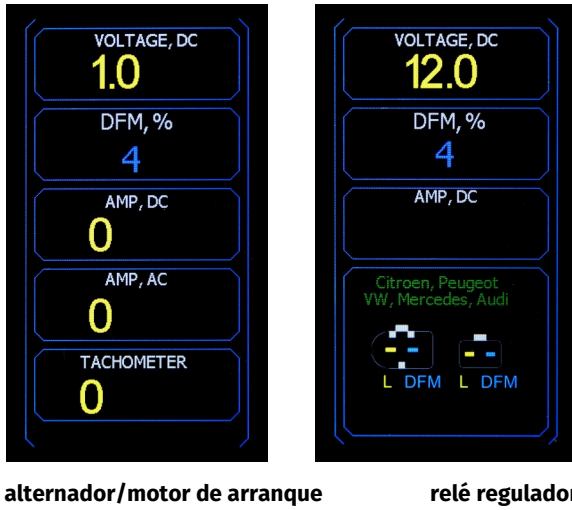 VOLTAGE, DC
1.0
DFM, %
4
AMP, DC
0
AMP, AC
0
TACHOMETER
0
alternador/motor de arranque
VOLTAGE, DC
12.0
DFM, %
4
AMP, DC
Citroen, Peugeot
VW, Mercedes, Audi
L DFM L DFM
relé regulador